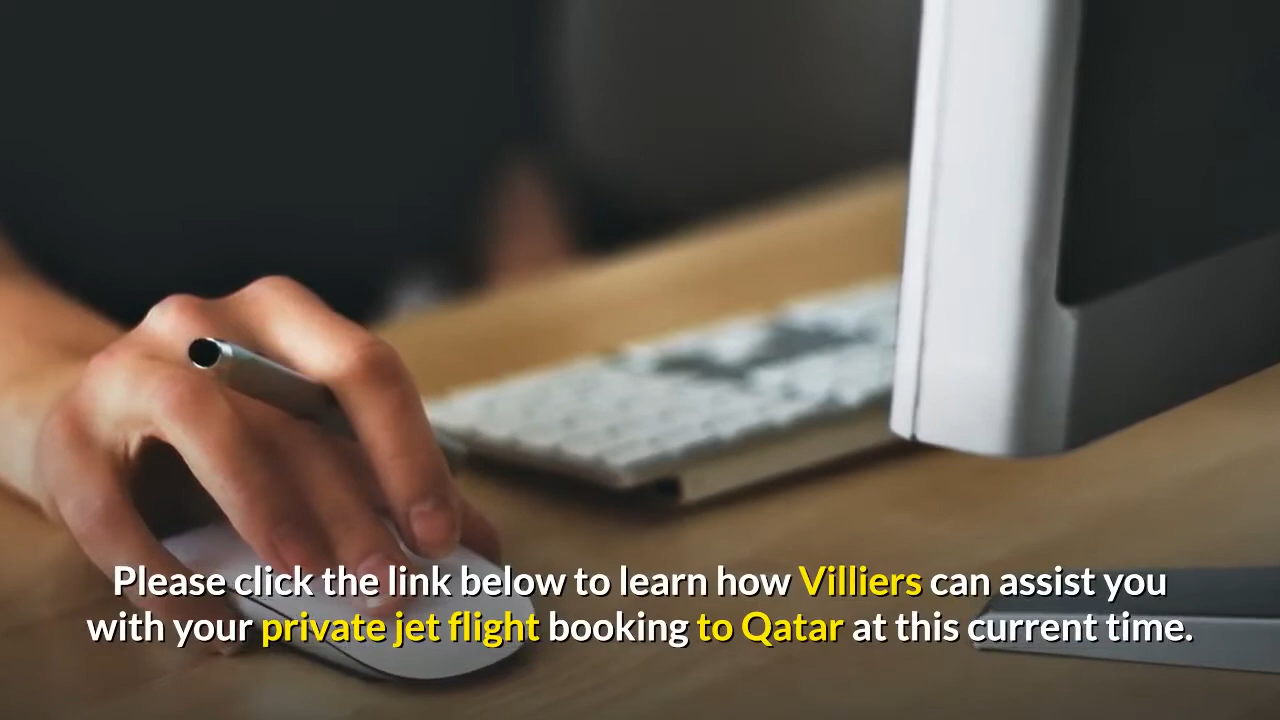 Please click the link below to learn how Villiers can assist you
with your private jet flight booking to Qatar at this current time.